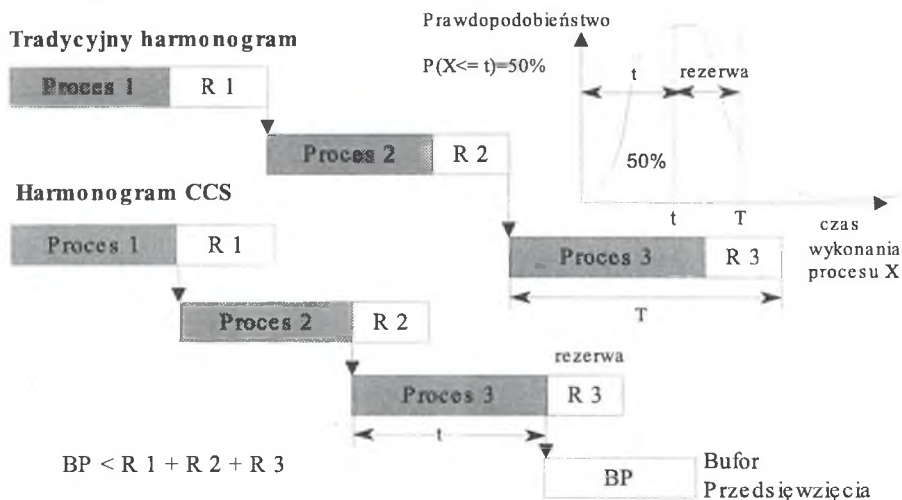 Tradycyjny harmonogram
Proces 1
R 1
Proces 2
R 2
Proces 3
R 3
T
Prawdopodobieństwo
P(X<= t)=50%
t
rezerwa
50%
t
T
czas
wykonania
procesu X
Harmonogram CCS
Proces 1
R 1
Proces 2
R 2
rezerwa
Proces 3
R 3
t
BP < R 1 + R 2 + R 3
BP
Bufor
Przedsięwzięcia